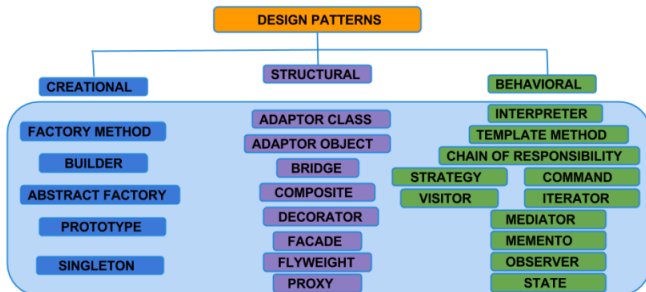 DESIGN PATTERNS
CREATIONAL
STRUCTURAL
BEHAVIORAL
FACTORY METHOD
BUILDER
ABSTRACT FACTORY
PROTOTYPE
SINGLETON
ADAPTOR CLASS
ADAPTOR OBJECT
BRIDGE
COMPOSITE
DECORATOR
FACADE
FLYWEIGHT
PROXY
INTERPRETER
TEMPLATE METHOD
CHAIN OF RESPONSIBILITY
STRATEGY COMMAND
VISITOR ITERATOR
MEDIATOR
MEMENTO
OBSERVER
STATE